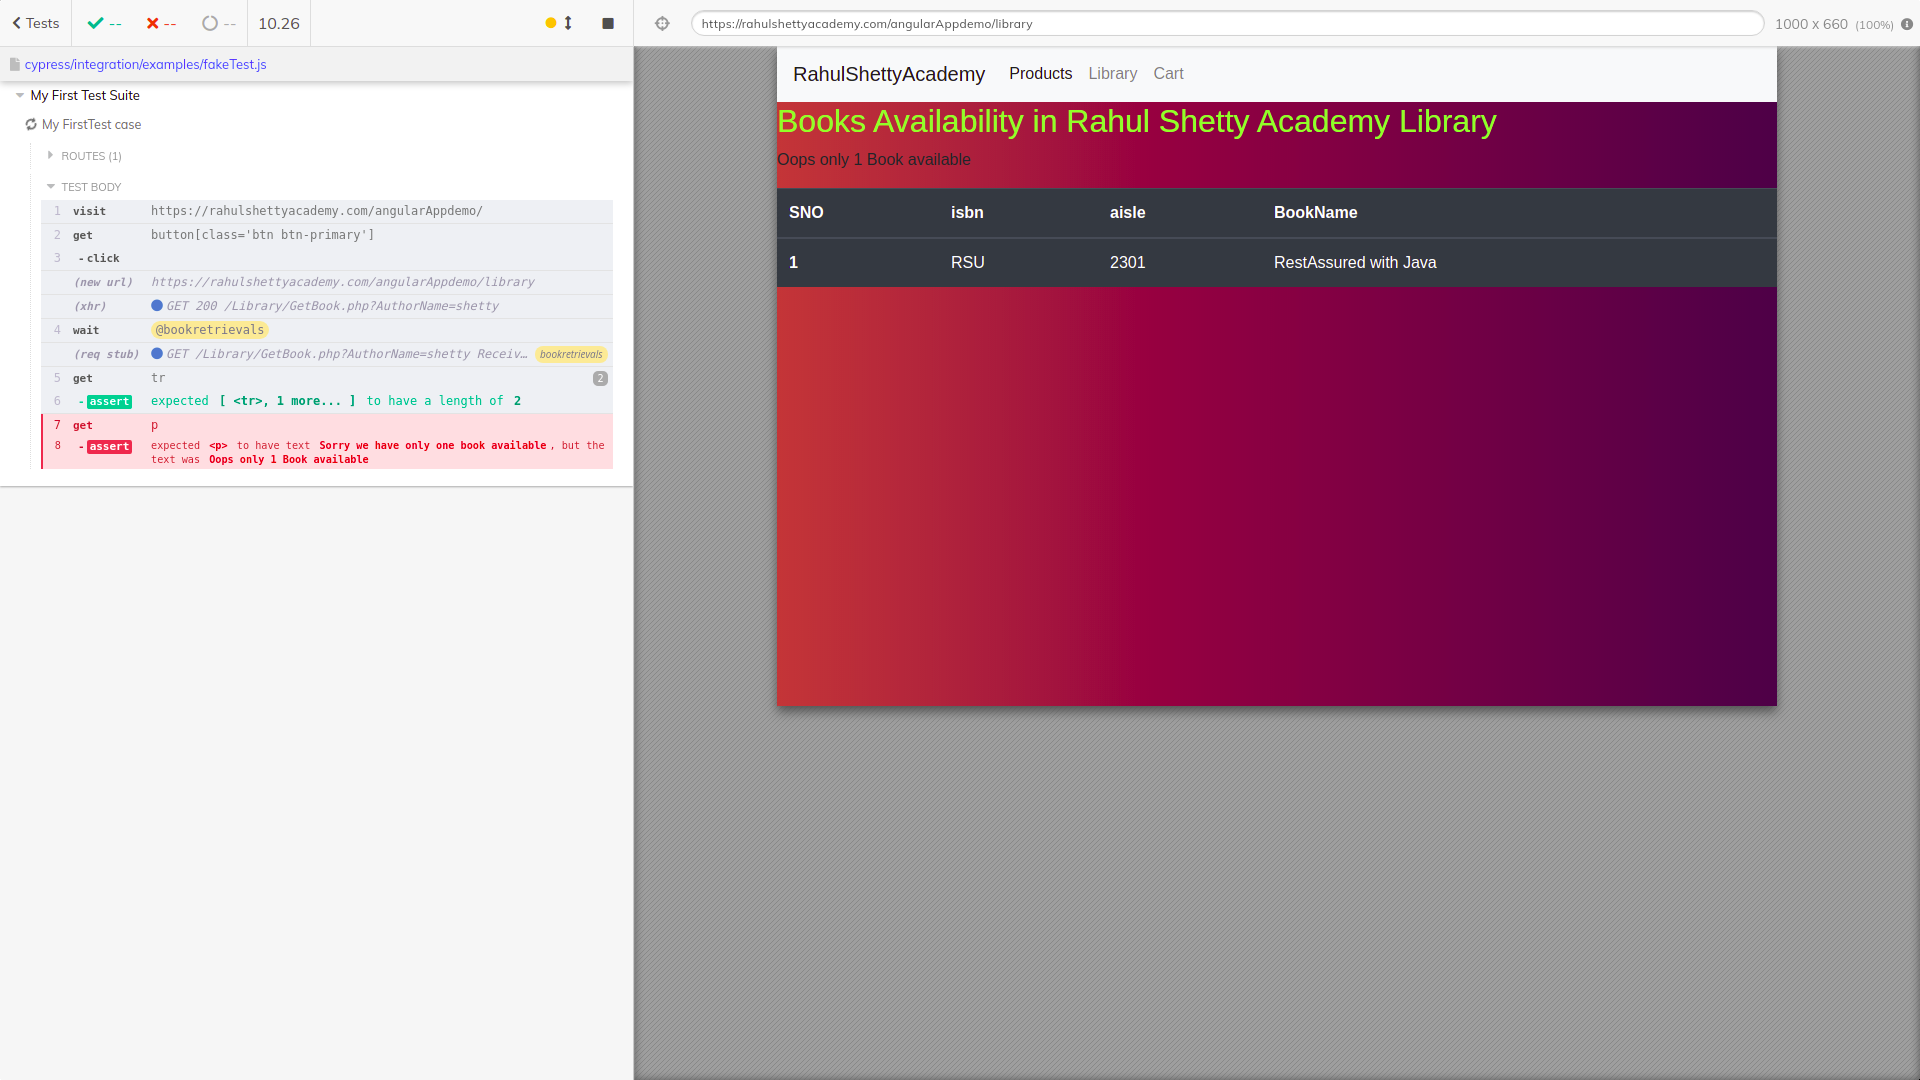 Tests -- -- -- 10.26
https://rahulshettyacademy.com/angularAppdemo/library 1000 x 660 (100%)
cypress/integration/examples/fakeTest.js
My First Test Suite
My FirstTest case
ROUTES (1)
TEST BODY
1 visit https://rahulshettyacademy.com/angularAppdemo/
2 get button[class='btn btn-primary']
3 -click
(new url) https://rahulshettyacademy.com/angularAppdemo/library
(xhr) GET 200 /Library/GetBook.php?AuthorName=shetty
4 wait @bookretrievals
(req stub) GET /Library/GetBook.php?AuthorName=shetty Receiv... bookretrievals
5 get tr 2
6 -assert expected [ <tr>, 1 more... ] to have a length of 2
7 get p
8 -assert expected <p> to have text Sorry we have only one book available, but the
text was Oops only 1 Book available
RahulShettyAcademy Products Library Cart
Books Availability in Rahul Shetty Academy Library
Oops only 1 Book available
SNO isbn aisle BookName
1 RSU 2301 RestAssured with Java